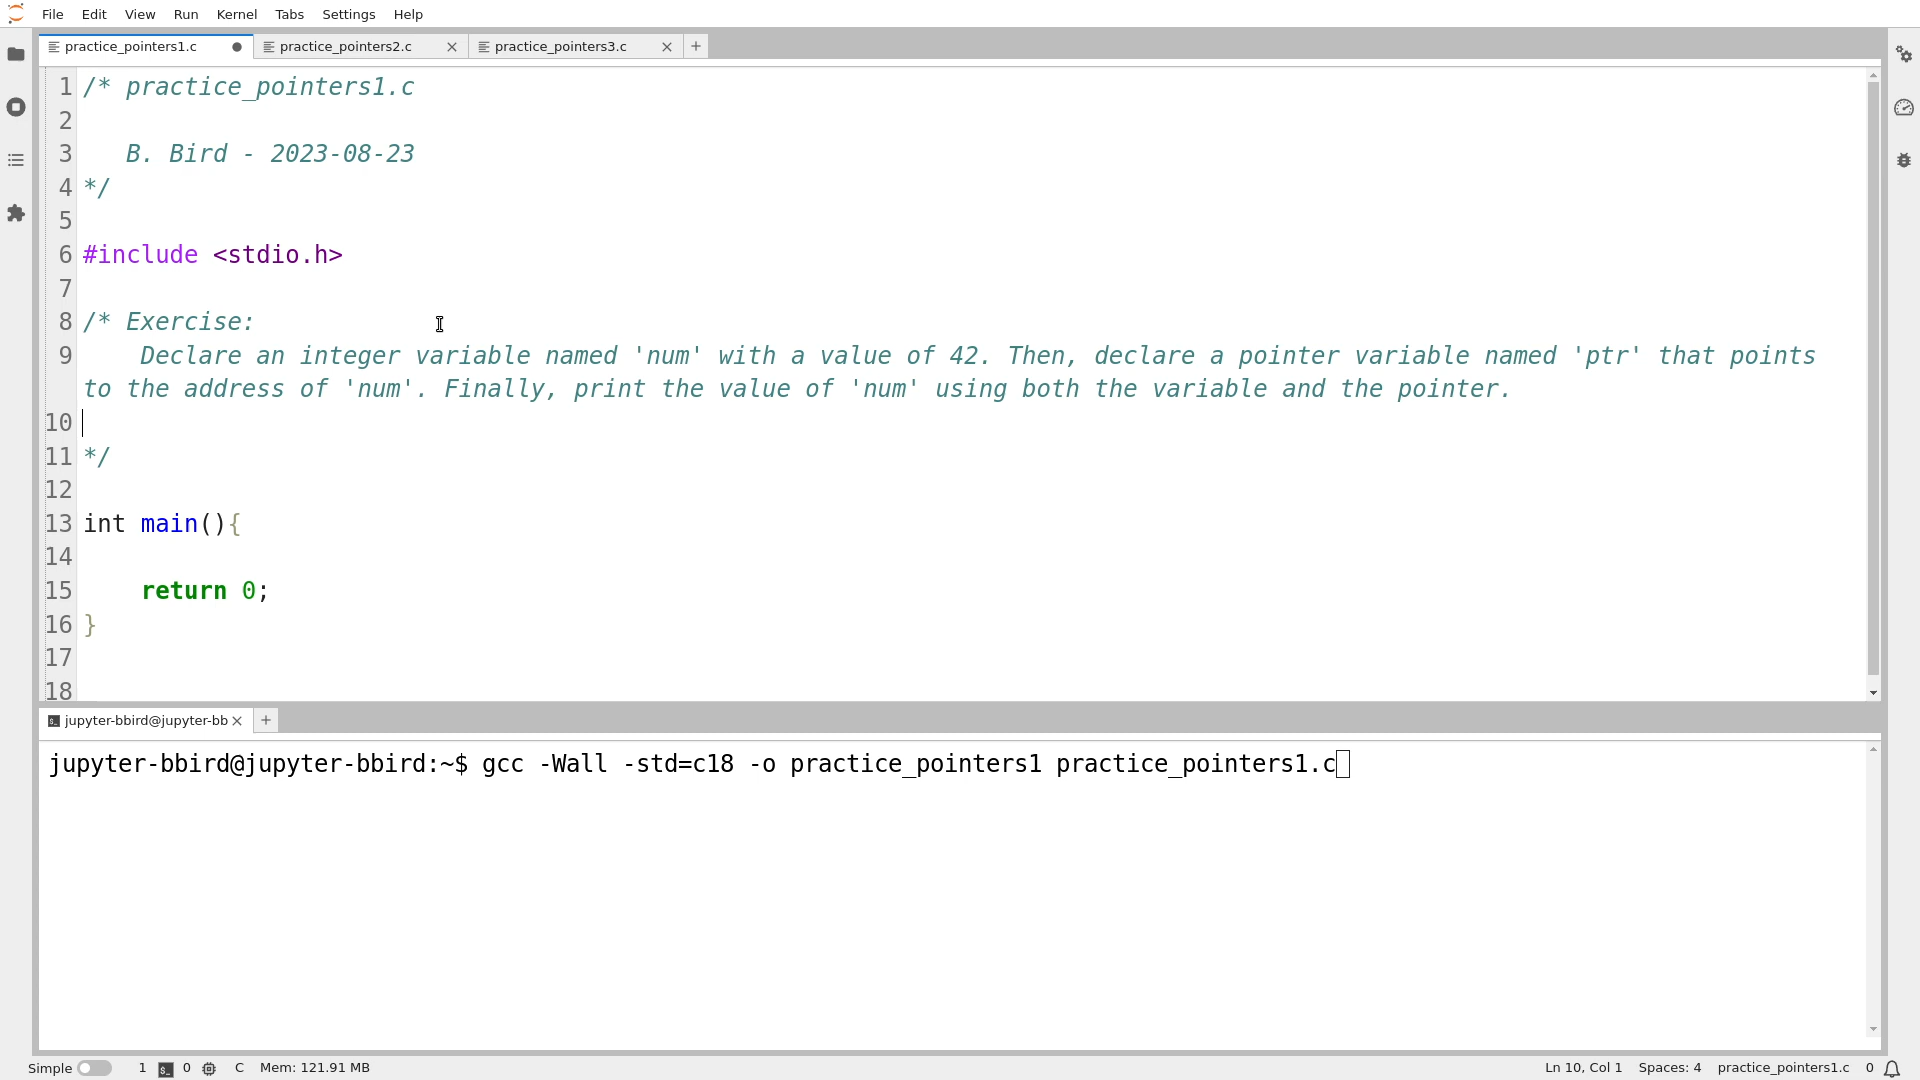 File Edit View Run Kernel Tabs Settings Help
practice_pointers1.c practice_pointers2.c practice_pointers3.c
1 /* practice_pointers1.c
2
3    B. Bird - 2023-08-23
4 */
5
6 #include <stdio.h>
7
8 /* Exercise:
9     Declare an integer variable named 'num' with a value of 42. Then, declare a pointer variable named 'ptr' that points
to the address of 'num'. Finally, print the value of 'num' using both the variable and the pointer.
10
11 */
12
13 int main(){
14
15     return 0;
16 }
17
18
jupyter-bbird@jupyter-bb
jupyter-bbird@jupyter-bbird:~$ gcc -Wall -std=c18 -o practice_pointers1 practice_pointers1.c
Simple 1 0 C Mem: 121.91 MB Ln 10, Col 1 Spaces: 4 practice_pointers1.c 0